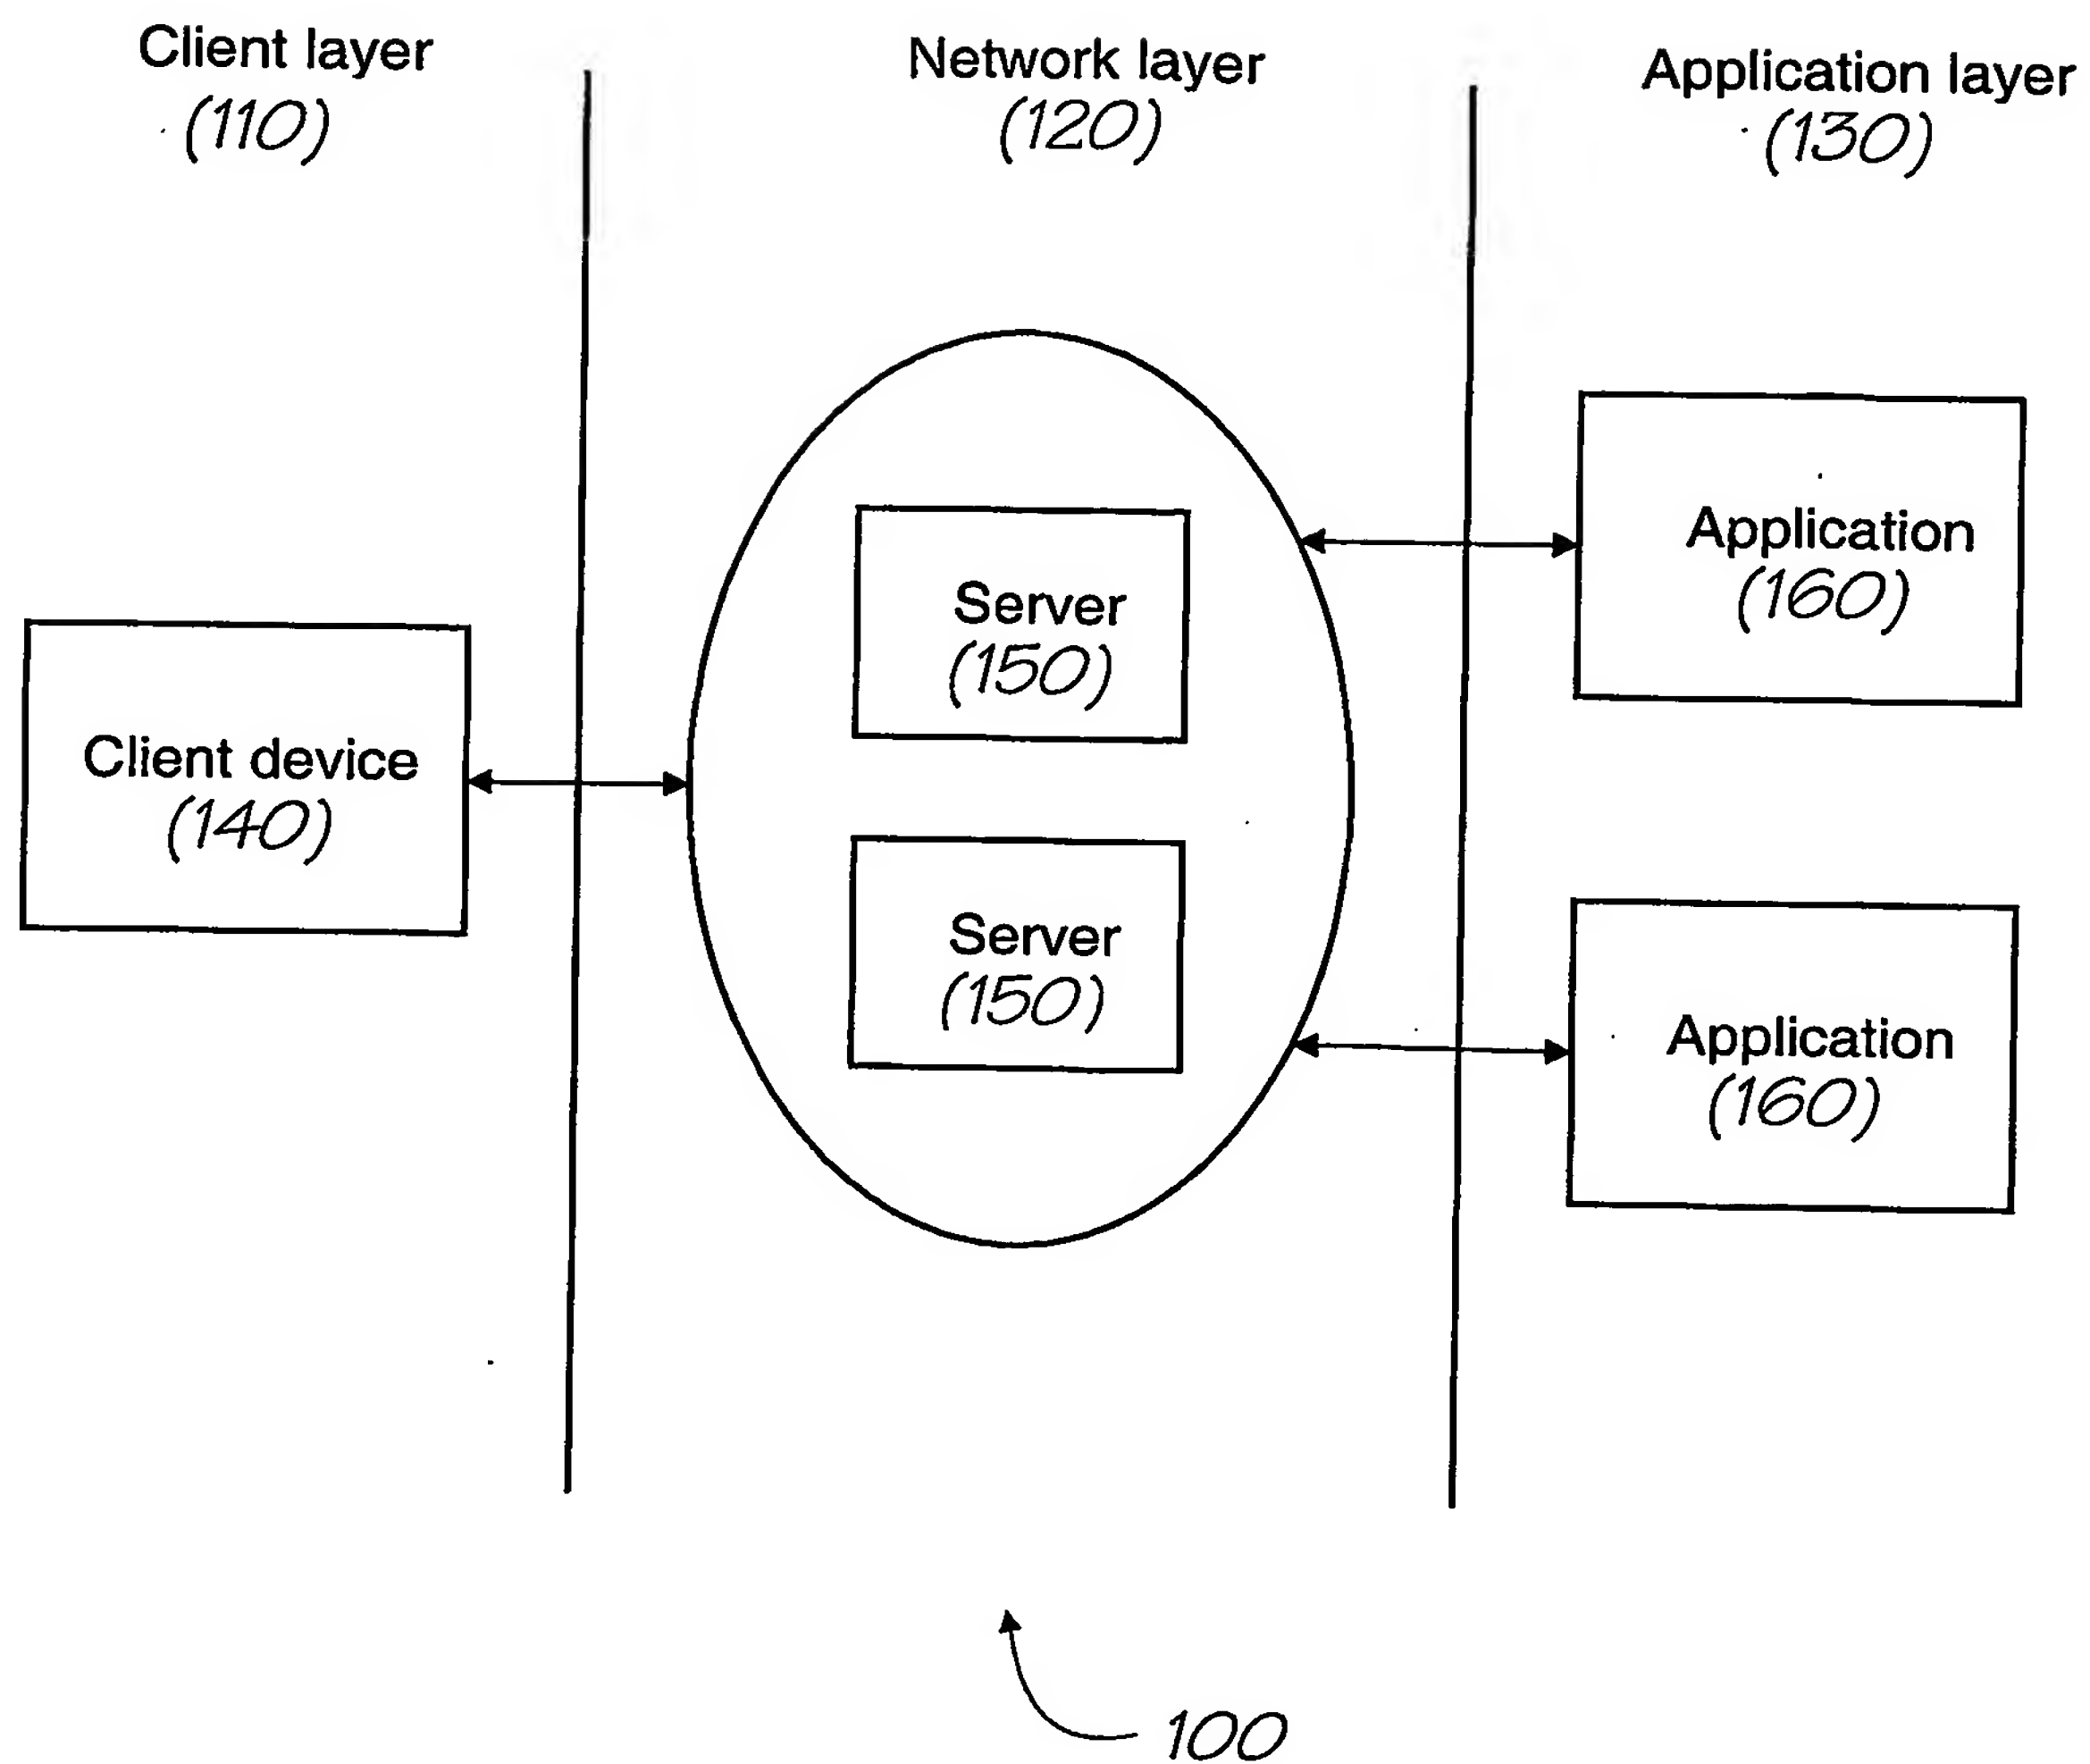 Client layer
(110)
Network layer
(120)
Application layer
(130)
Client device
(140)
Server
(150)
Server
(150)
Application
(160)
Application
(160)
100